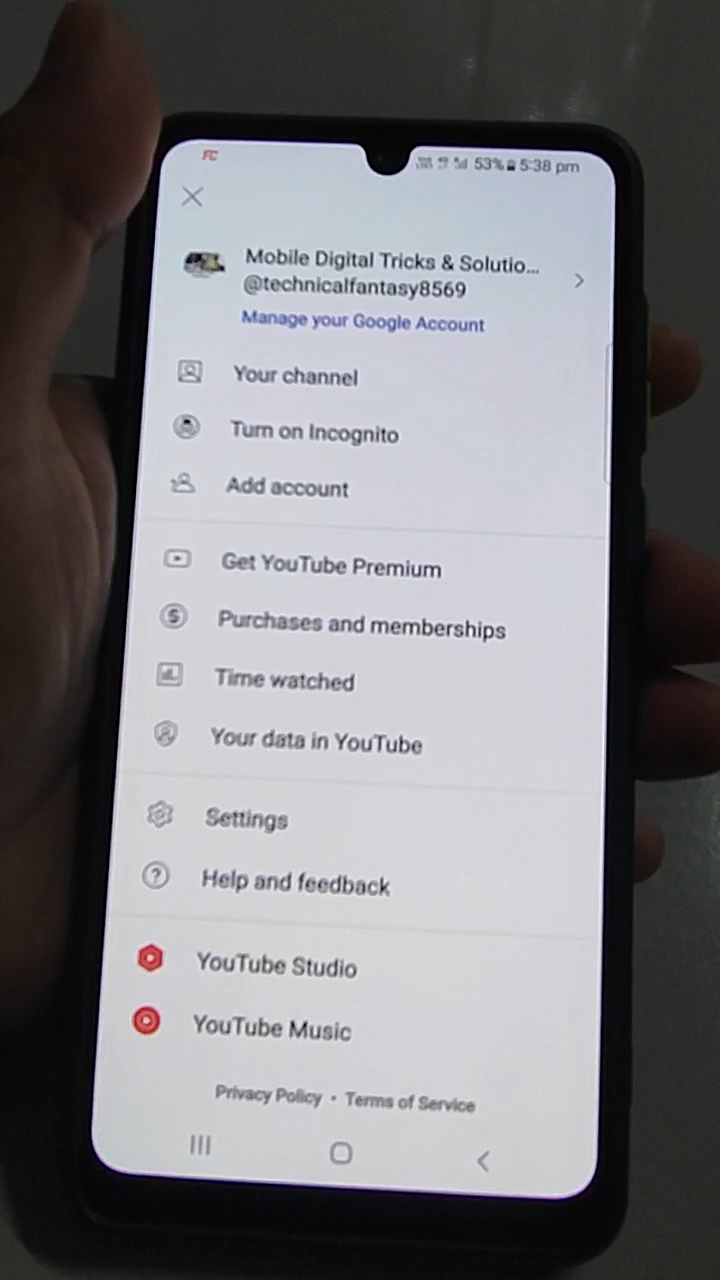 FC 53% 5:38 pm
Mobile Digital Tricks & Solutio...
@technicalfantasy8569
Manage your Google Account
Your channel
Turn on Incognito
Add account
Get YouTube Premium
Purchases and memberships
Time watched
Your data in YouTube
Settings
Help and feedback
YouTube Studio
YouTube Music
Privacy Policy • Terms of Service